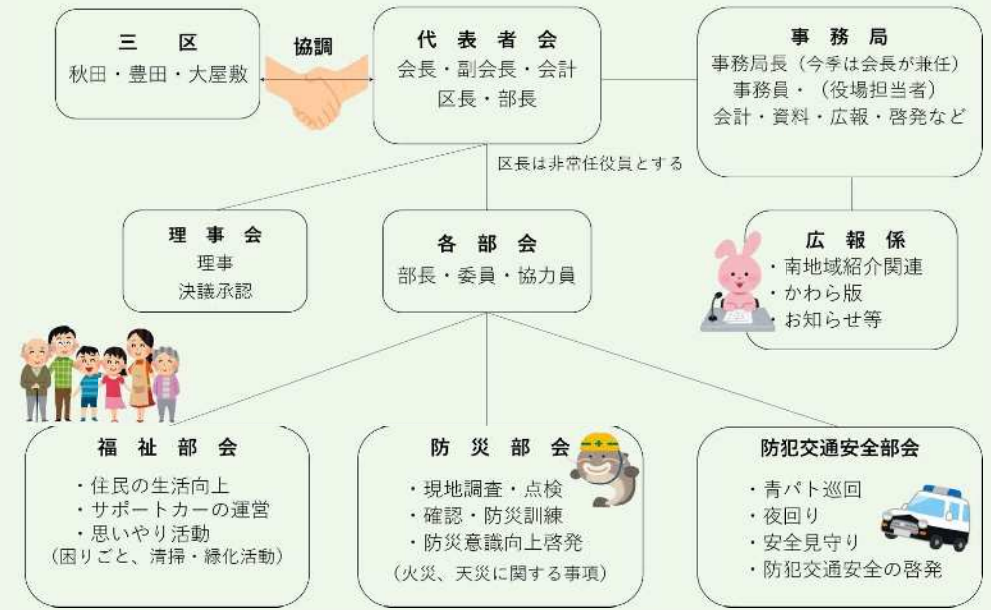 三 区
秋田・豊田・大屋敷
協調
代 表 者 会
会長・副会長・会計
区長・部長
事 務 局
事務局長（今季は会長が兼任）
事務員・（役場担当者）
会計・資料・広報・啓発など
区長は非常任役員とする
理 事 会
理事
決議承認
各 部 会
部長・委員・協力員
広 報 係
・南地域紹介関連
・かわら版
・お知らせ等
福 祉 部 会
・住民の生活向上
・サポートカーの運営
・思いやり活動
（困りごと、清掃・緑化活動）
防 災 部 会
・現地調査・点検
・確認・防災訓練
・防災意識向上啓発
（火災、天災に関する事項）
防犯交通安全部会
・青パト巡回
・夜回り
・安全見守り
・防犯交通安全の啓発